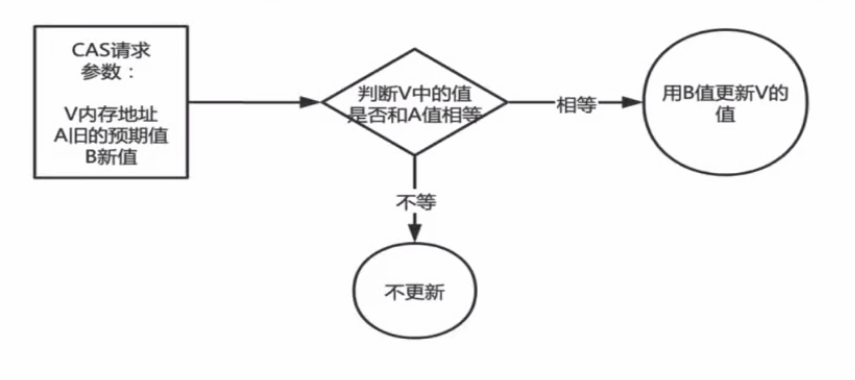 CAS请求
参数：
V内存地址
A旧的预期值
B新值
判断V中的值
是否和A值相等
相等
用B值更新V的
值
不等
不更新